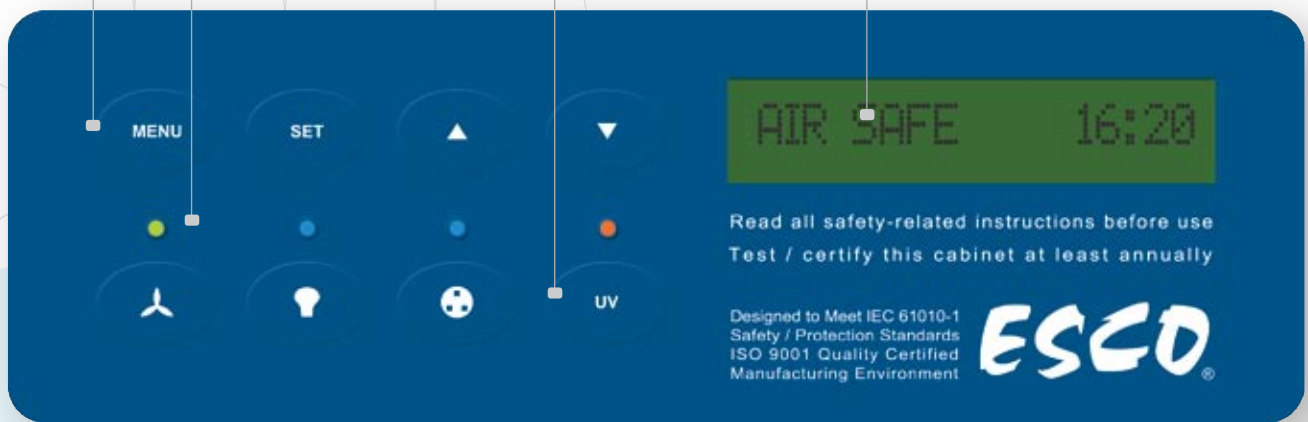 MENU
SET
AIR SAFE 16:20
Read all safety-related instructions before use
Test / certify this cabinet at least annually
UV
Designed to Meet IEC 61010-1
Safety / Protection Standards
ISO 9001 Quality Certified
Manufacturing Environment
ESCO®